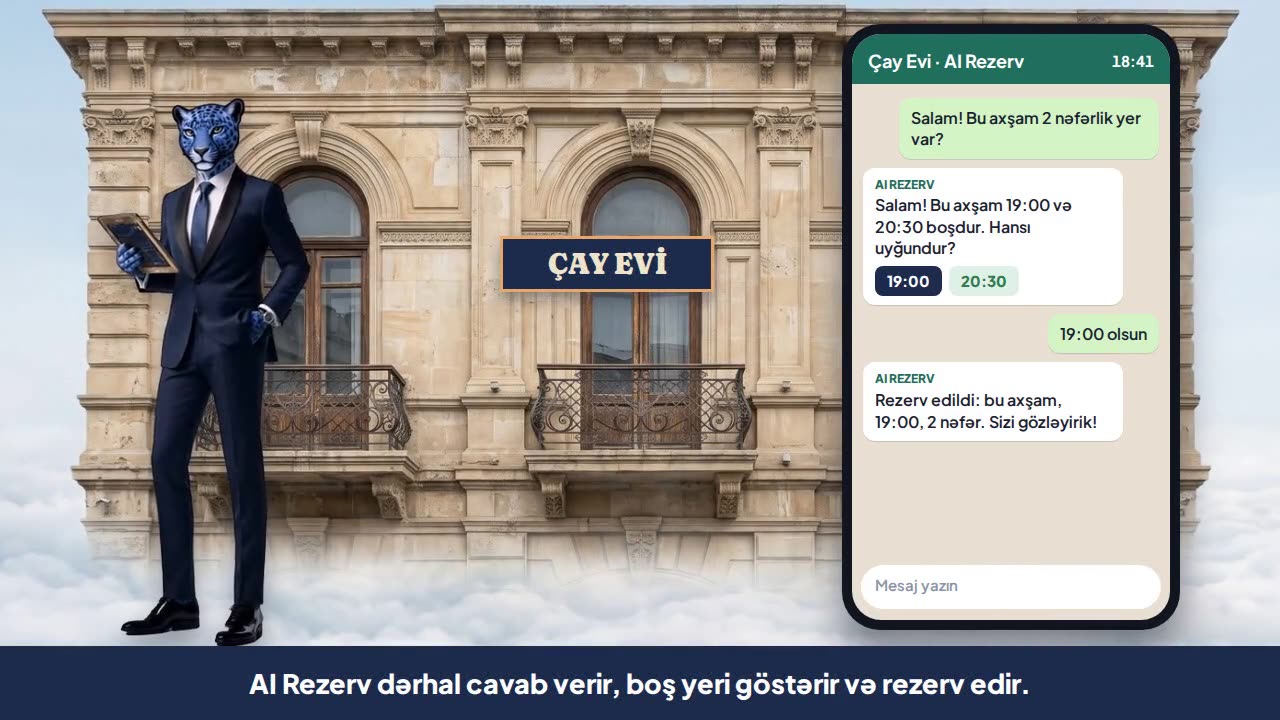 ÇAY EVİ
Çay Evi · AI Rezerv 18:41
Salam! Bu axşam 2 nəfərlik yer
var?
AI REZERV
Salam! Bu axşam 19:00 və
20:30 boşdur. Hansı
uyğundur?
19:00 20:30
19:00 olsun
AI REZERV
Rezerv edildi: bu axşam,
19:00, 2 nəfər. Sizi gözləyirik!
Mesaj yazın
AI Rezerv dərhal cavab verir, boş yeri göstərir və rezerv edir.